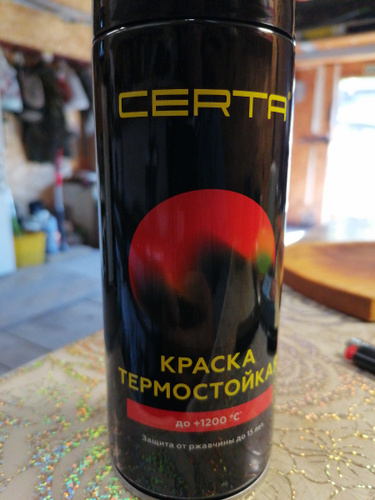 CERTA
КРАСКА
ТЕРМОСТОЙКАЯ
до +1200 °С*
Защита от ржавчины до 15 лет